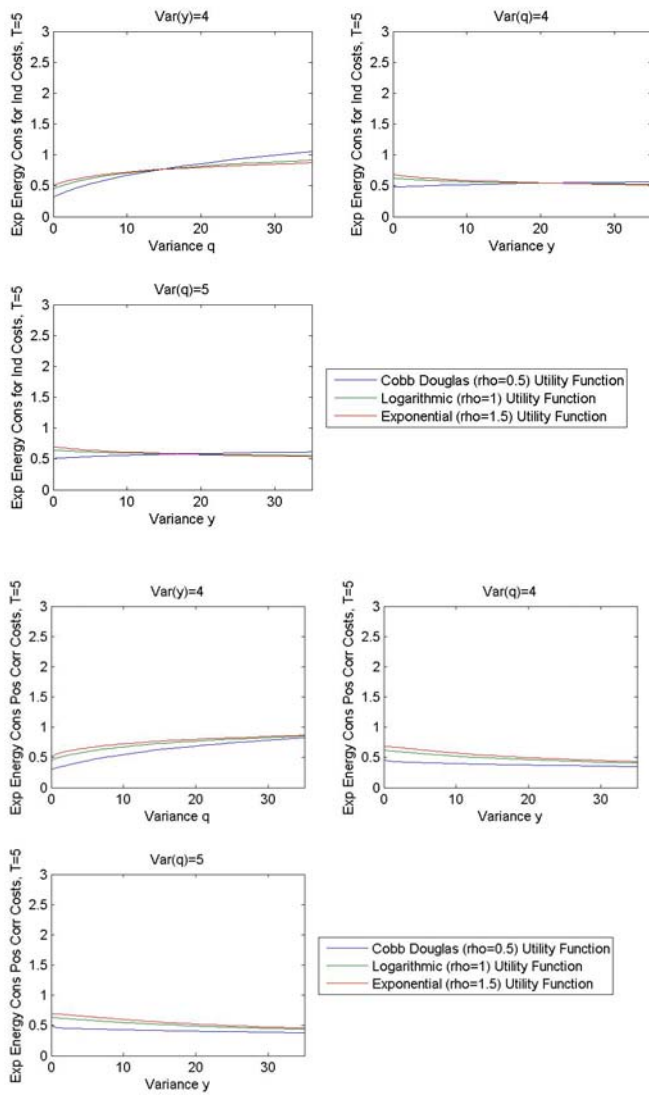 Var(y)=4
Exp Energy Cons for Ind Costs, T=5
3
2.5
2
1.5
1
0.5
0
0 10 20 30
Variance q
Var(q)=4
Exp Energy Cons for Ind Costs, T=5
3
2.5
2
1.5
1
0.5
0
0 10 20 30
Variance y
Var(q)=5
Exp Energy Cons for Ind Costs, T=5
3
2.5
2
1.5
1
0.5
0
0 10 20 30
Variance y
Cobb Douglas (rho=0.5) Utility Function
Logarithmic (rho=1) Utility Function
Exponential (rho=1.5) Utility Function
Var(y)=4
Exp Energy Cons Pos Corr Costs, T=5
3
2.5
2
1.5
1
0.5
0
0 10 20 30
Variance q
Var(q)=4
Exp Energy Cons Pos Corr Costs, T=5
3
2.5
2
1.5
1
0.5
0
0 10 20 30
Variance y
Var(q)=5
Exp Energy Cons Pos Corr Costs, T=5
3
2.5
2
1.5
1
0.5
0
0 10 20 30
Variance y
Cobb Douglas (rho=0.5) Utility Function
Logarithmic (rho=1) Utility Function
Exponential (rho=1.5) Utility Function